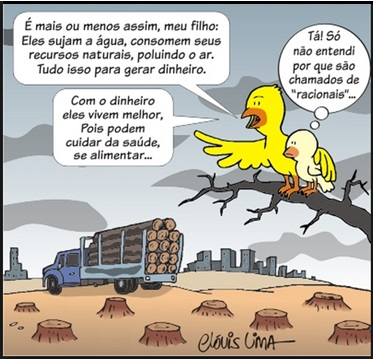 É mais ou menos assim, meu filho:
Eles sujam a água, consomem seus
recursos naturais, poluindo o ar.
Tudo isso para gerar dinheiro.
Com o dinheiro
eles vivem melhor,
Pois podem
cuidar da saúde,
se alimentar...
Tá! Só
não entendi
por que são
chamados de
“racionais”...
Clóvis Lima